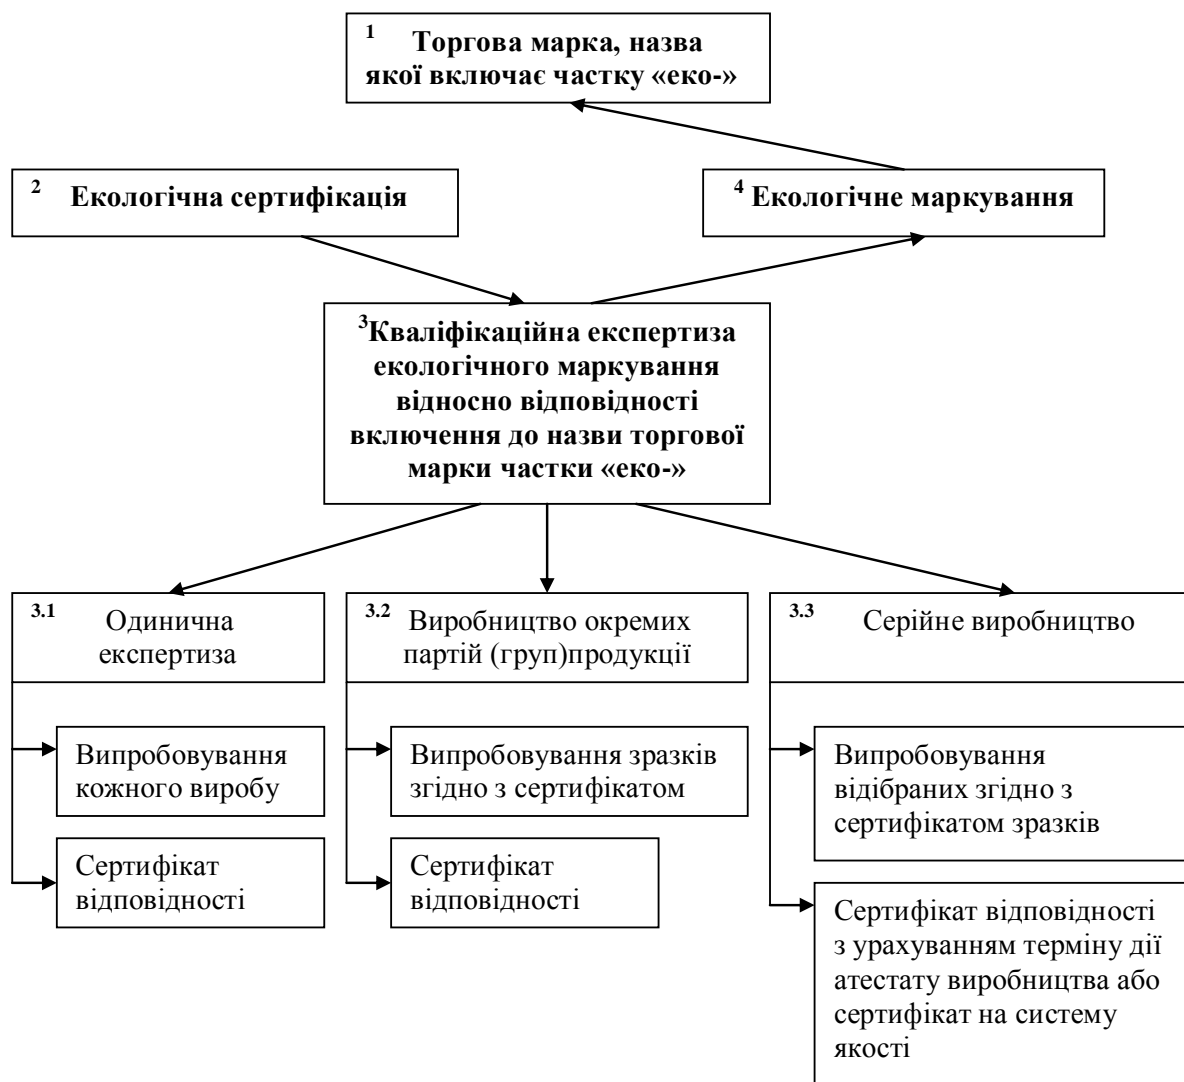 1 Торгова марка, назва
якої включає частку «еко-»
2 Екологічна сертифікація
4 Екологічне маркування
3Кваліфікаційна експертиза
екологічного маркування
відносно відповідності
включення до назви торгової
марки частки «еко-»
3.1 Одинична
експертиза
3.2 Виробництво окремих
партій (груп)продукції
3.3 Серійне виробництво
Випробовування
кожного виробу
Випробовування зразків
згідно з сертифікатом
Випробовування
відібраних згідно з
сертифікатом зразків
Сертифікат
відповідності
Сертифікат
відповідності
Сертифікат відповідності
з урахуванням терміну дії
атестату виробництва або
сертифікат на систему
якості